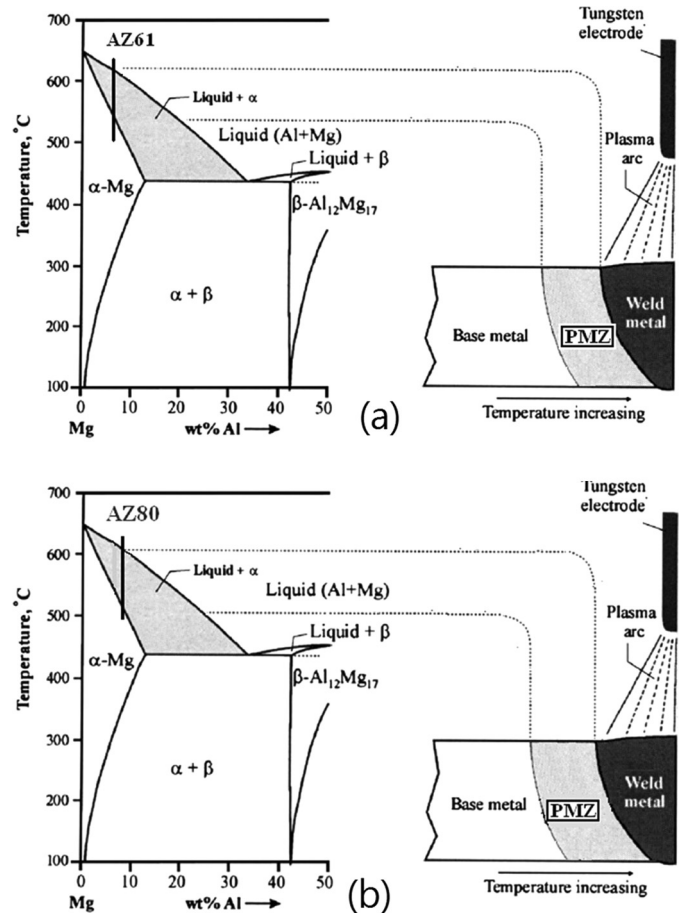 700
600
500
400
300
200
100
Temperature, °C
AZ61
Liquid + α
Liquid (Al+Mg)
Liquid + β
α-Mg
β-Al₁₂Mg₁₇
α + β
0 10 20 30 40 50
Mg
wt% Al
Tungsten
electrode
Plasma
arc
Weld
metal
Base metal
PMZ
Temperature increasing
(a)
700
600
500
400
300
200
100
Temperature, °C
AZ80
Liquid + α
Liquid (Al+Mg)
Liquid + β
α-Mg
β-Al₁₂Mg₁₇
α + β
0 10 20 30 40 50
Mg
wt% Al
Tungsten
electrode
Plasma
arc
Weld
metal
Base metal
PMZ
Temperature increasing
(b)